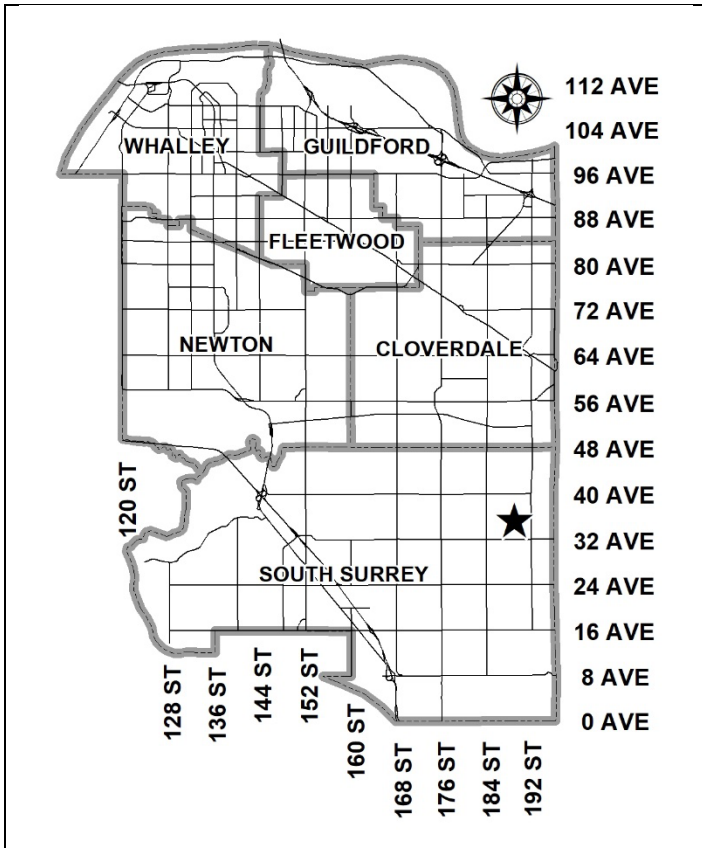 112 AVE
104 AVE
WHALLEY
GUILDFORD
96 AVE
88 AVE
FLEETWOOD
80 AVE
72 AVE
NEWTON
CLOVERDALE
64 AVE
56 AVE
48 AVE
120 ST
40 AVE
32 AVE
SOUTH SURREY
24 AVE
16 AVE
8 AVE
0 AVE
128 ST
136 ST
144 ST
152 ST
160 ST
168 ST
176 ST
184 ST
192 ST